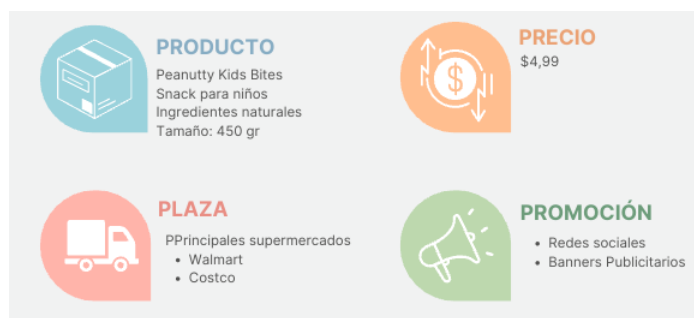 PRODUCTO
Peanutty Kids Bites
Snack para niños
Ingredientes naturales
Tamaño: 450 gr
PRECIO
$4,99
PLAZA
PPrincipales supermercados
• Walmart
• Costco
PROMOCIÓN
• Redes sociales
• Banners Publicitarios
$